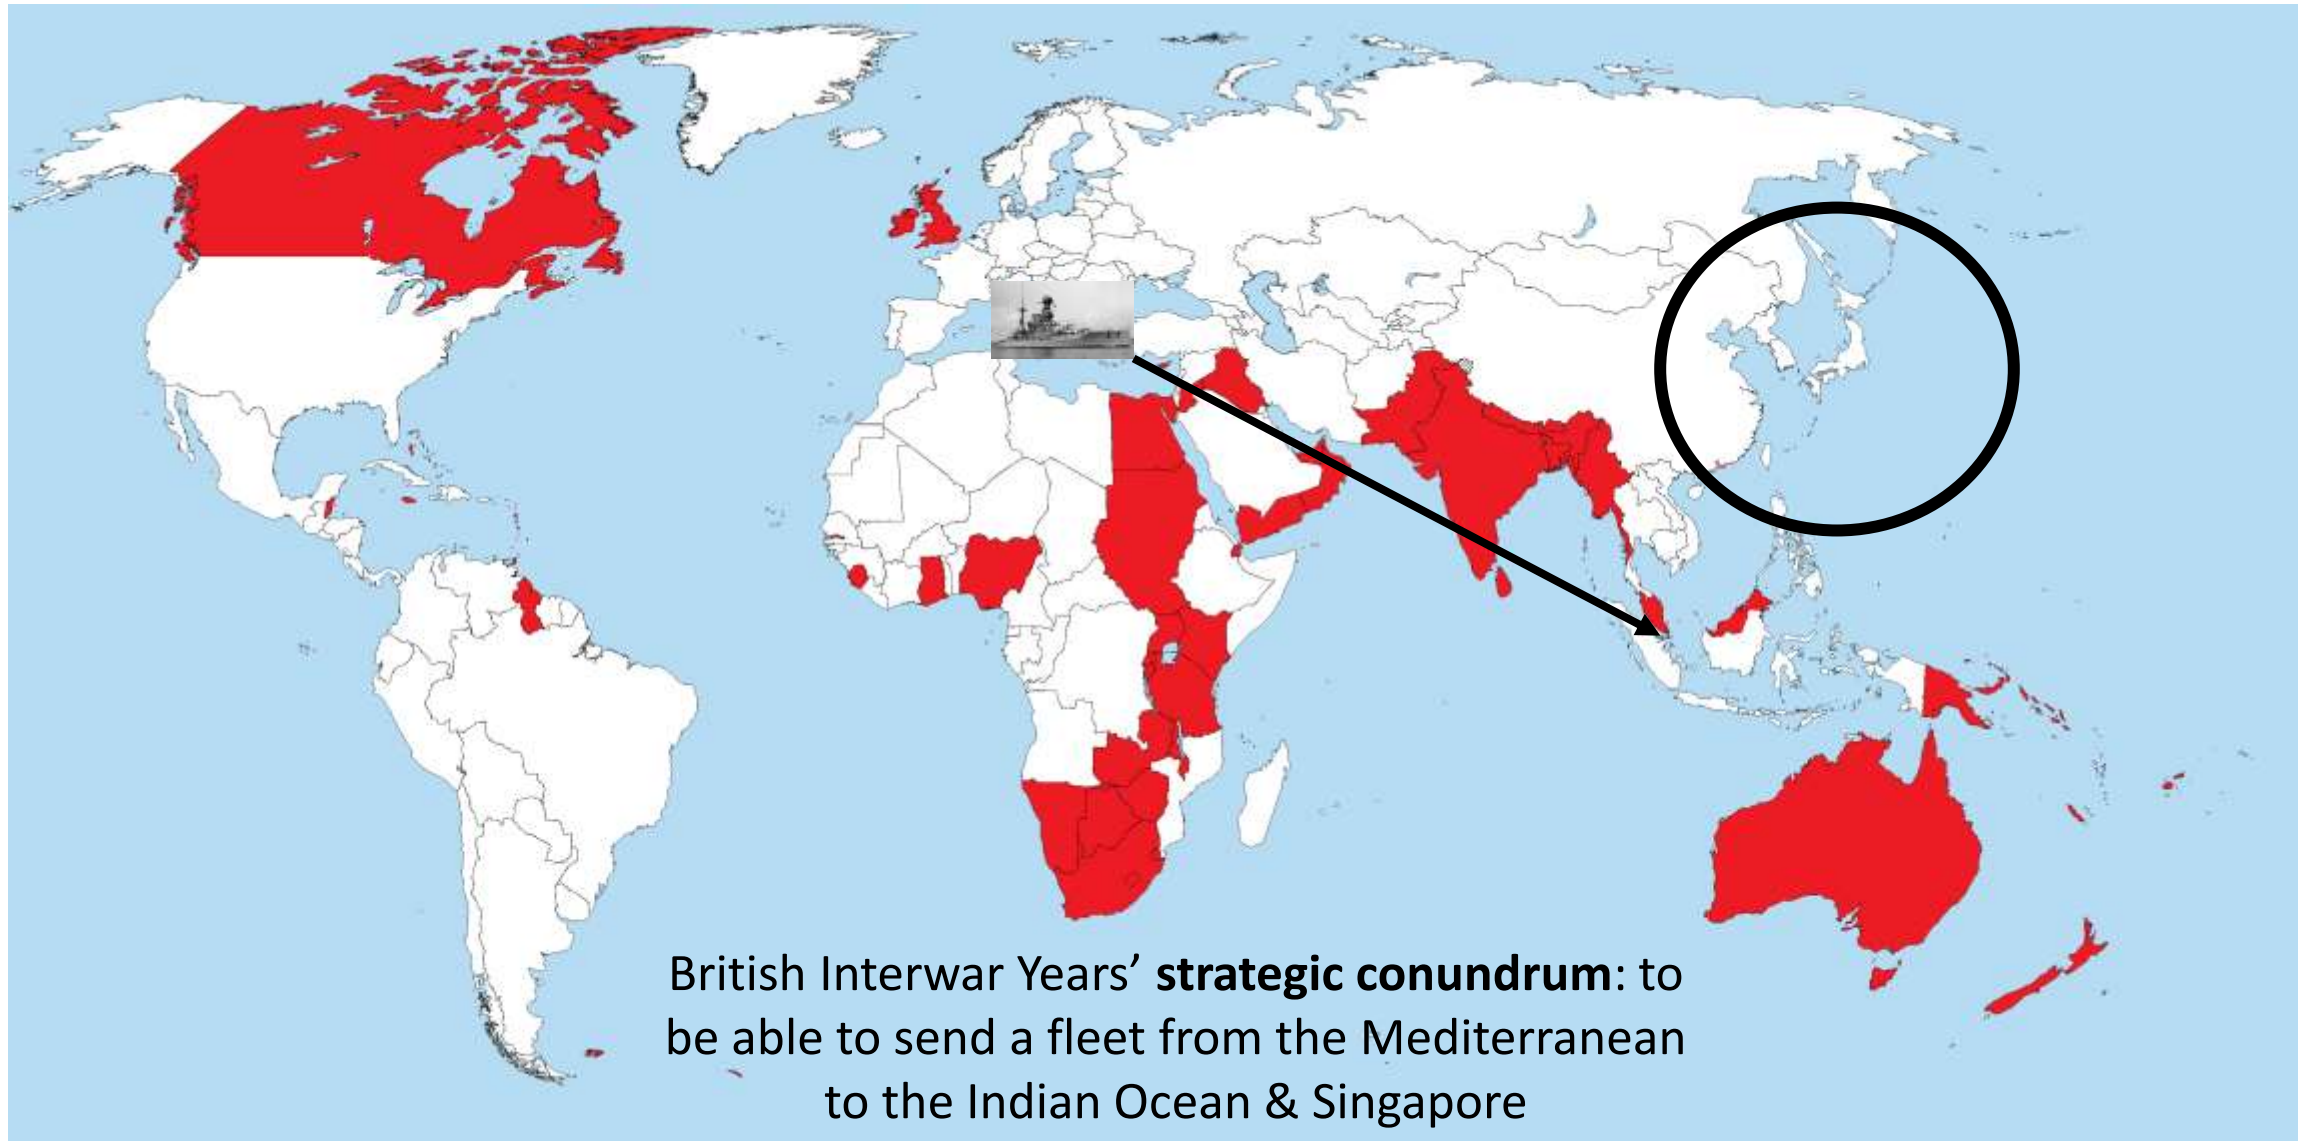 British Interwar Years’ strategic conundrum: to
be able to send a fleet from the Mediterranean
to the Indian Ocean & Singapore